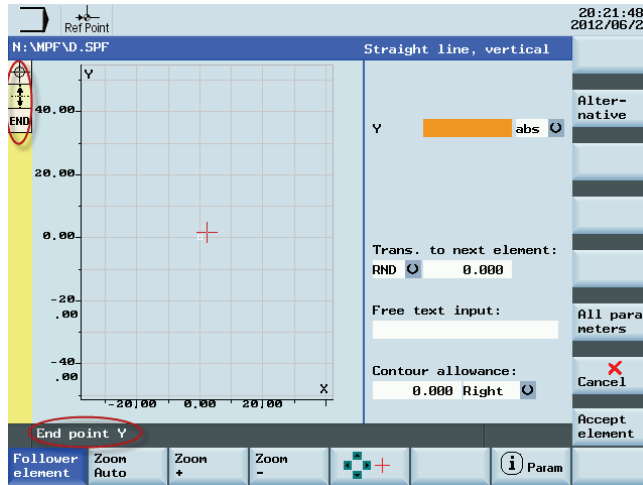 Ref Point
20:21:48
2012/06/2
N:\MPF\D.SPF
Straight line, vertical
Y
END
40.00
20.00
0.00
-20
.00
-40
.00
-20.00 0.00 20.00
X
Y abs
Trans. to next element:
RND 0.000
Free text input:
Contour allowance:
0.000 Right
Alter-
native
All para
meters
Cancel
Accept
element
End point Y
Follower
element
Zoom
Auto
Zoom
+
Zoom
-
i Param